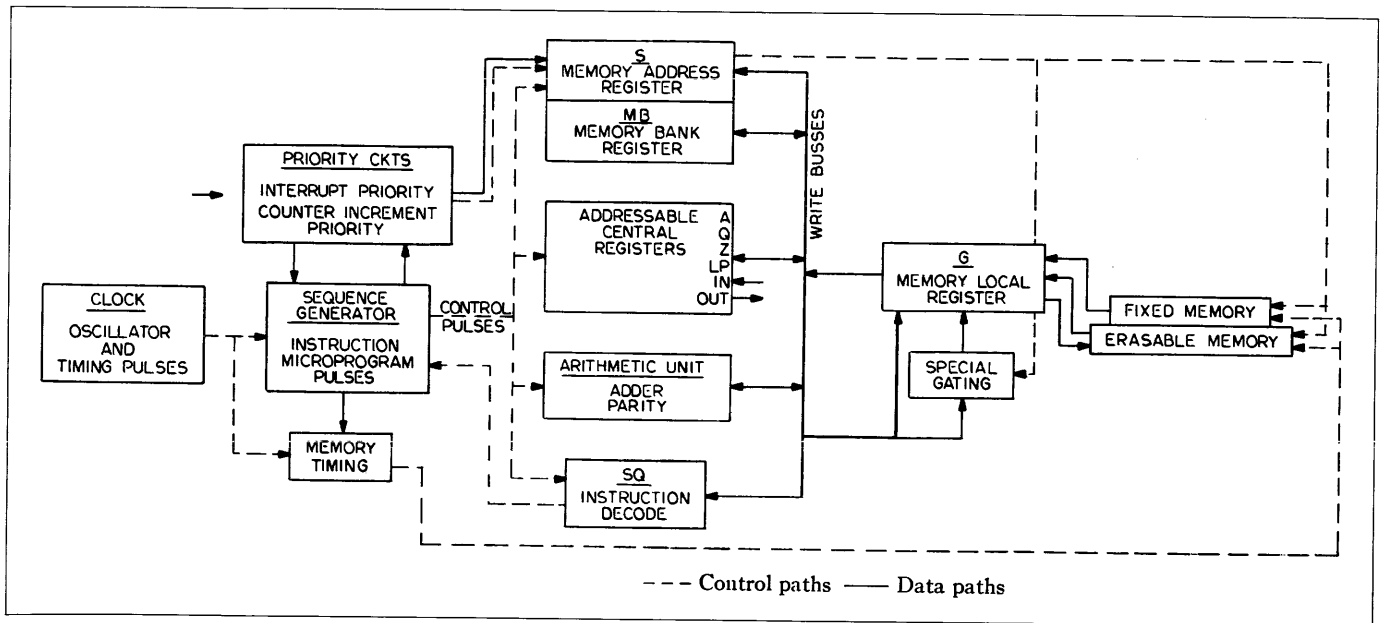 S
MEMORY ADDRESS
REGISTER
MB
MEMORY BANK
REGISTER
PRIORITY CKTS
INTERRUPT PRIORITY
COUNTER INCREMENT
PRIORITY
WRITE BUSSES
ADDRESSABLE
CENTRAL
REGISTERS
A
Q
Z
LP
IN
OUT
G
MEMORY LOCAL
REGISTER
CLOCK
OSCILLATOR
AND
TIMING PULSES
SEQUENCE
GENERATOR
INSTRUCTION
MICROPROGRAM
PULSES
CONTROL
PULSES
FIXED MEMORY
ERASABLE MEMORY
ARITHMETIC UNIT
ADDER
PARITY
SPECIAL
GATING
MEMORY
TIMING
SQ
INSTRUCTION
DECODE
--- Control paths —— Data paths